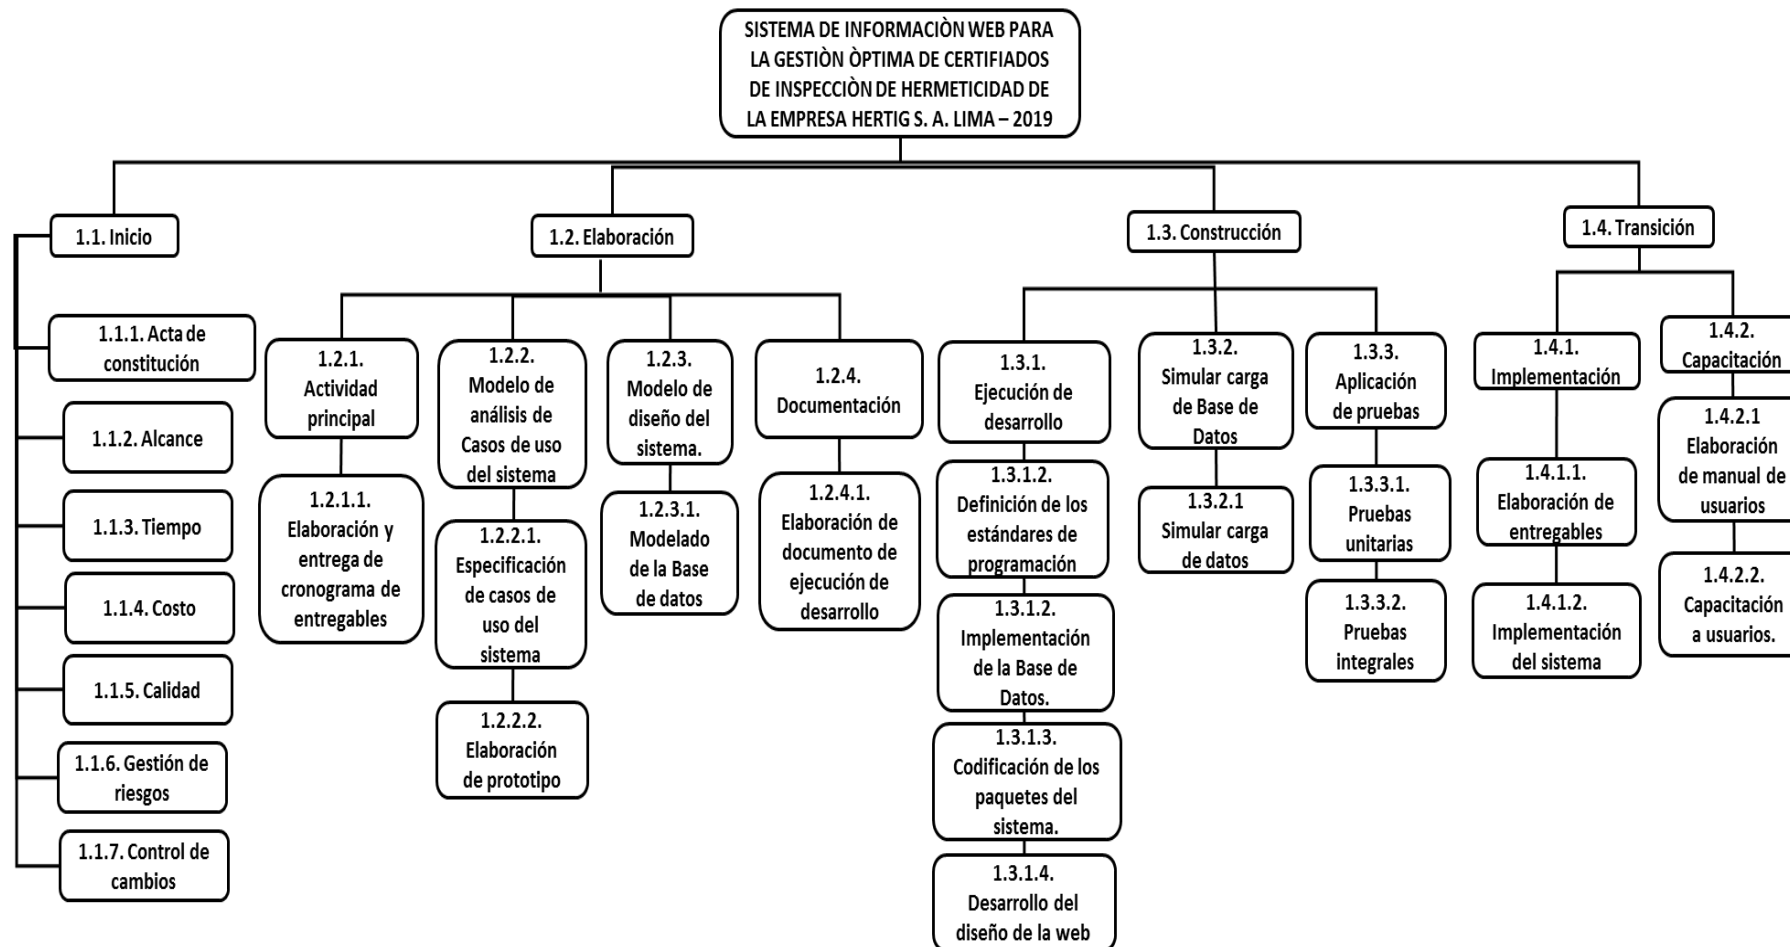 SISTEMA DE INFORMACIÒN WEB PARA
LA GESTIÒN ÒPTIMA DE CERTIFIADOS
DE INSPECCIÒN DE HERMETICIDAD DE
LA EMPRESA HERTIG S. A. LIMA – 2019
1.1. Inicio
1.1.1. Acta de
constitución
1.1.2. Alcance
1.1.3. Tiempo
1.1.4. Costo
1.1.5. Calidad
1.1.6. Gestión de
riesgos
1.1.7. Control de
cambios
1.2. Elaboración
1.2.1.
Actividad
principal
1.2.1.1.
Elaboración y
entrega de
cronograma de
entregables
1.2.2.
Modelo de
análisis de
Casos de uso
del sistema
1.2.2.1.
Especificación
de casos de
uso del
sistema
1.2.2.2.
Elaboración
de prototipo
1.2.3.
Modelo de
diseño del
sistema.
1.2.3.1.
Modelado
de la Base
de datos
1.2.4.
Documentación
1.2.4.1.
Elaboración de
documento de
ejecución de
desarrollo
1.3. Construcción
1.3.1.
Ejecución de
desarrollo
1.3.1.2.
Definición de los
estándares de
programación
1.3.1.2.
Implementación
de la Base de
Datos.
1.3.1.3.
Codificación de los
paquetes del
sistema.
1.3.1.4.
Desarrollo del
diseño de la web
1.3.2.
Simular carga
de Base de
Datos
1.3.2.1
Simular carga
de datos
1.3.3.
Aplicación
de pruebas
1.3.3.1.
Pruebas
unitarias
1.3.3.2.
Pruebas
integrales
1.4. Transición
1.4.1.
Implementación
1.4.1.1.
Elaboración de
entregables
1.4.1.2.
Implementación
del sistema
1.4.2.
Capacitación
1.4.2.1
Elaboración
de manual de
usuarios
1.4.2.2.
Capacitación
a usuarios.